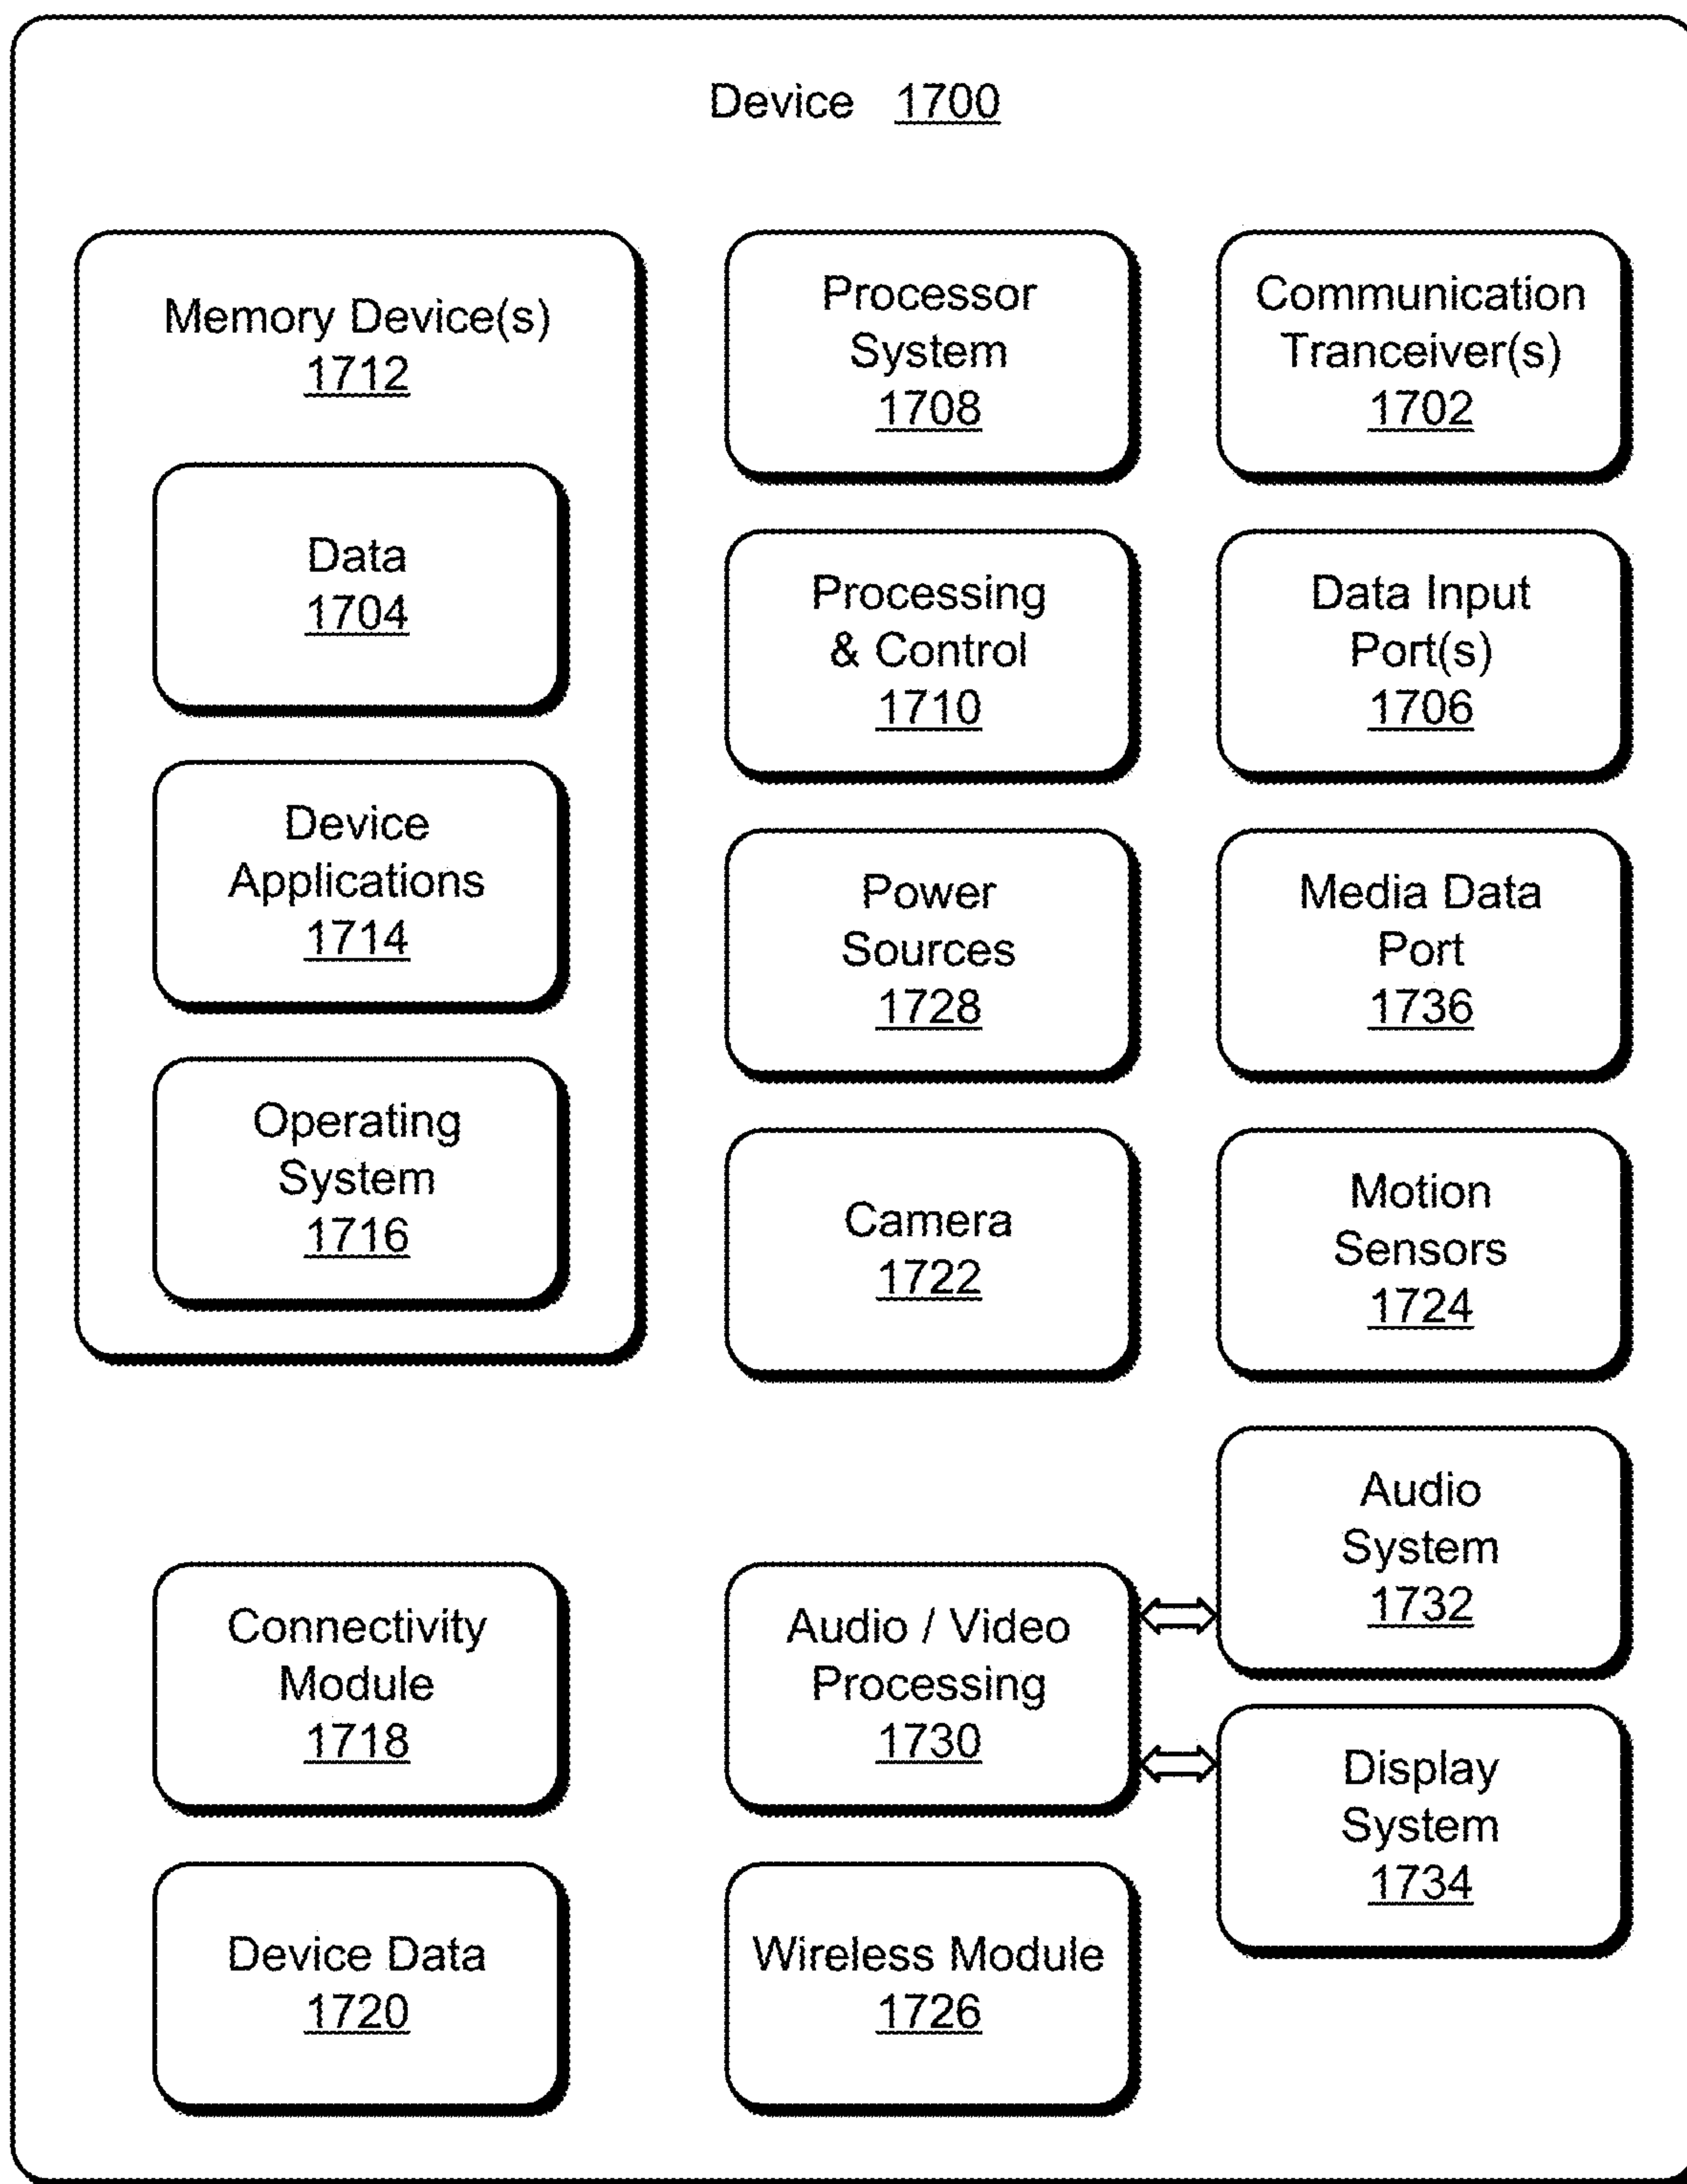 Device 1700
Memory Device(s)
1712
Data
1704
Device
Applications
1714
Operating
System
1716
Processor
System
1708
Communication
Tranceiver(s)
1702
Processing
& Control
1710
Data Input
Port(s)
1706
Power
Sources
1728
Media Data
Port
1736
Camera
1722
Motion
Sensors
1724
Audio
System
1732
Connectivity
Module
1718
Audio / Video
Processing
1730
Display
System
1734
Device Data
1720
Wireless Module
1726